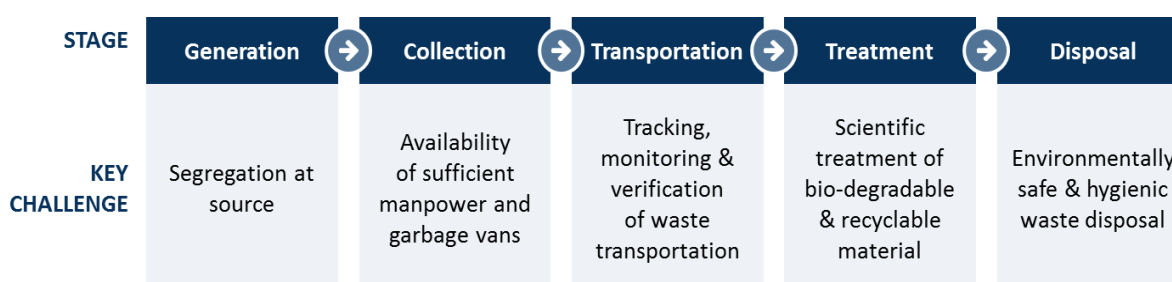 STAGE
Generation
Collection
Transportation
Treatment
Disposal
KEY
CHALLENGE
Segregation at
source
Availability
of sufficient
manpower and
garbage vans
Tracking,
monitoring &
verification
of waste
transportation
Scientific
treatment of
bio-degradable
& recyclable
material
Environmentally
safe & hygienic
waste disposal